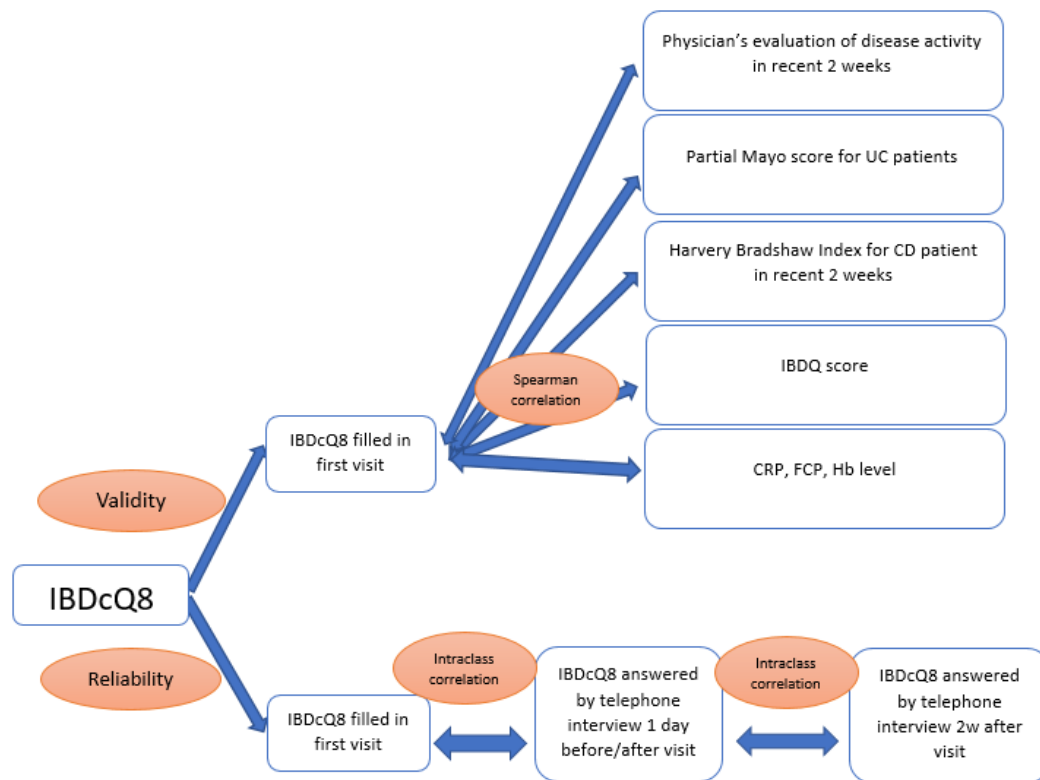 Physician's evaluation of disease activity
in recent 2 weeks
Partial Mayo score for UC patients
Harvery Bradshaw Index for CD patient
in recent 2 weeks
IBDQ score
CRP, FCP, Hb level
Spearman
correlation
IBDcQ8 filled in
first visit
Validity
IBDcQ8
Reliability
IBDcQ8 filled in
first visit
Intraclass
correlation
IBDcQ8 answered
by telephone
interview 1 day
before/after visit
Intraclass
correlation
IBDcQ8 answered
by telephone
interview 2w after
visit